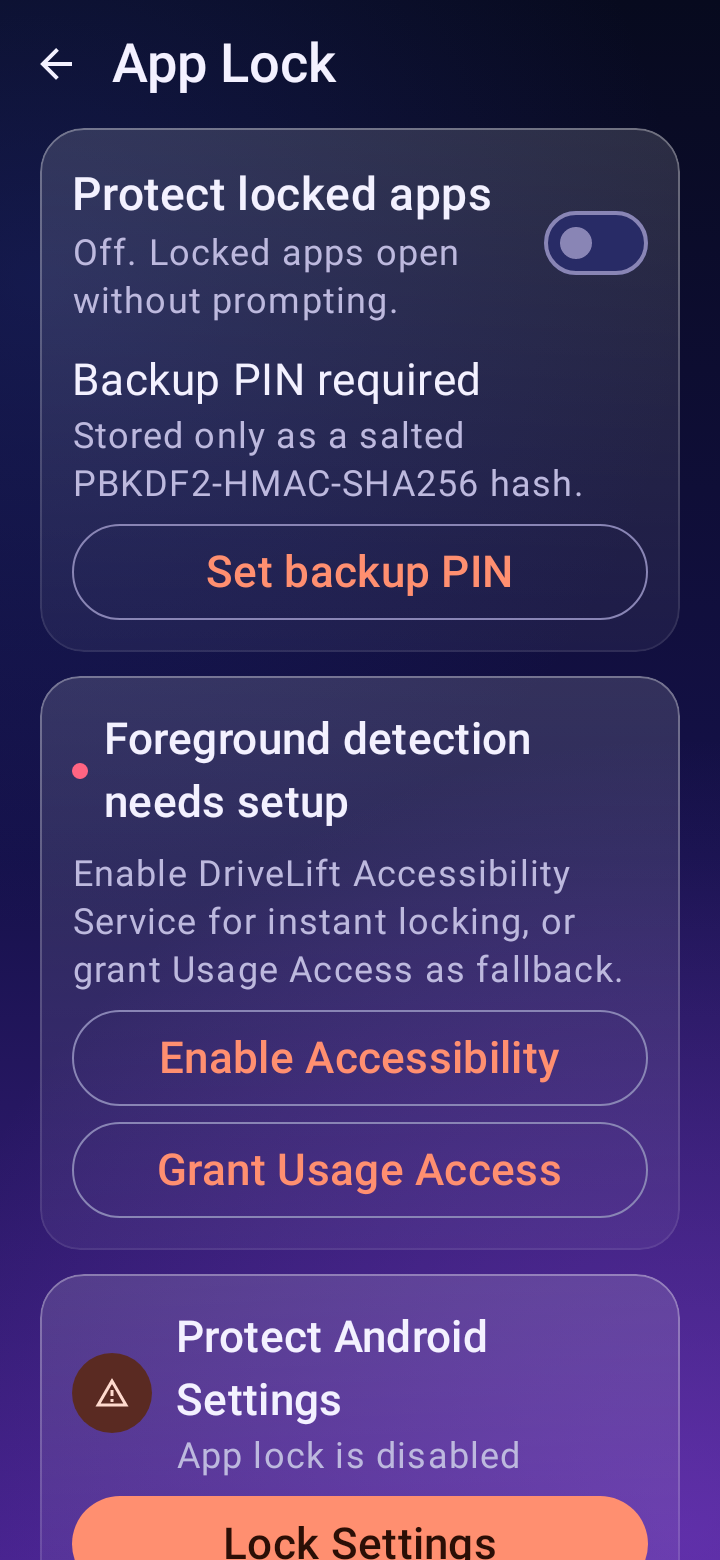 App Lock
Protect locked apps
Off. Locked apps open
without prompting.
Backup PIN required
Stored only as a salted
PBKDF2-HMAC-SHA256 hash.
Set backup PIN
Foreground detection
needs setup
Enable DriveLift Accessibility
Service for instant locking, or
grant Usage Access as fallback.
Enable Accessibility
Grant Usage Access
Protect Android
Settings
App lock is disabled
Lock Settings